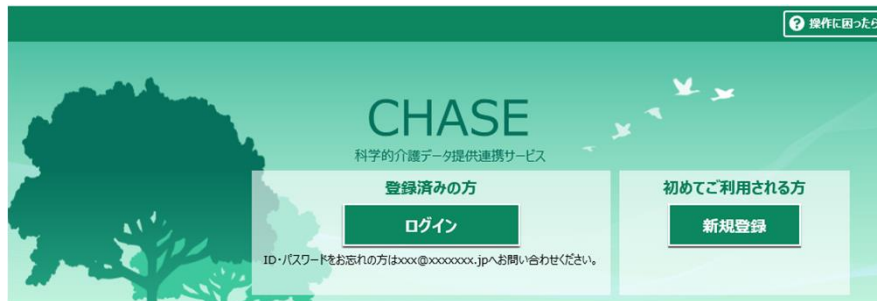 操作に困ったら
CHASE
科学的介護データ提供連携サービス
登録済みの方
ログイン
ID・パスワードをお忘れの方はxxx@xxxxxxx.jpへお問い合わせください。
初めてご利用される方
新規登録